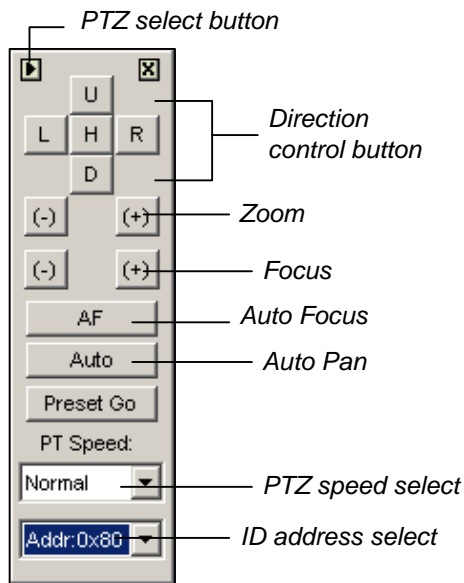 PTZ select button
U
L H R
Direction
control button
D
(-) (+) Zoom
(-) (+) Focus
AF Auto Focus
Auto Auto Pan
Preset Go
PT Speed:
Normal PTZ speed select
Addr:0x80 ID address select